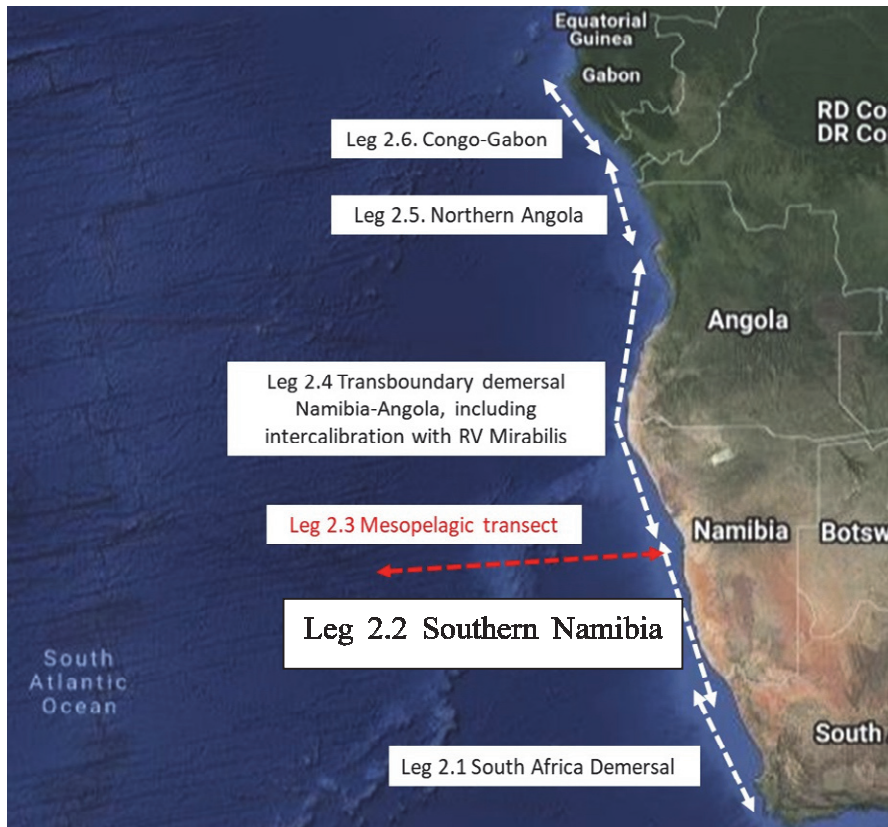 Equatorial
Guinea
Gabon
RD Co
DR Co
Leg 2.6. Congo-Gabon
Leg 2.5. Northern Angola
Angola
Leg 2.4 Transboundary demersal
Namibia-Angola, including
intercalibration with RV Mirabilis
Leg 2.3 Mesopelagic transect
Namibia
Botsw
Leg 2.2 Southern Namibia
South
Atlantic
Ocean
South
Leg 2.1 South Africa Demersal